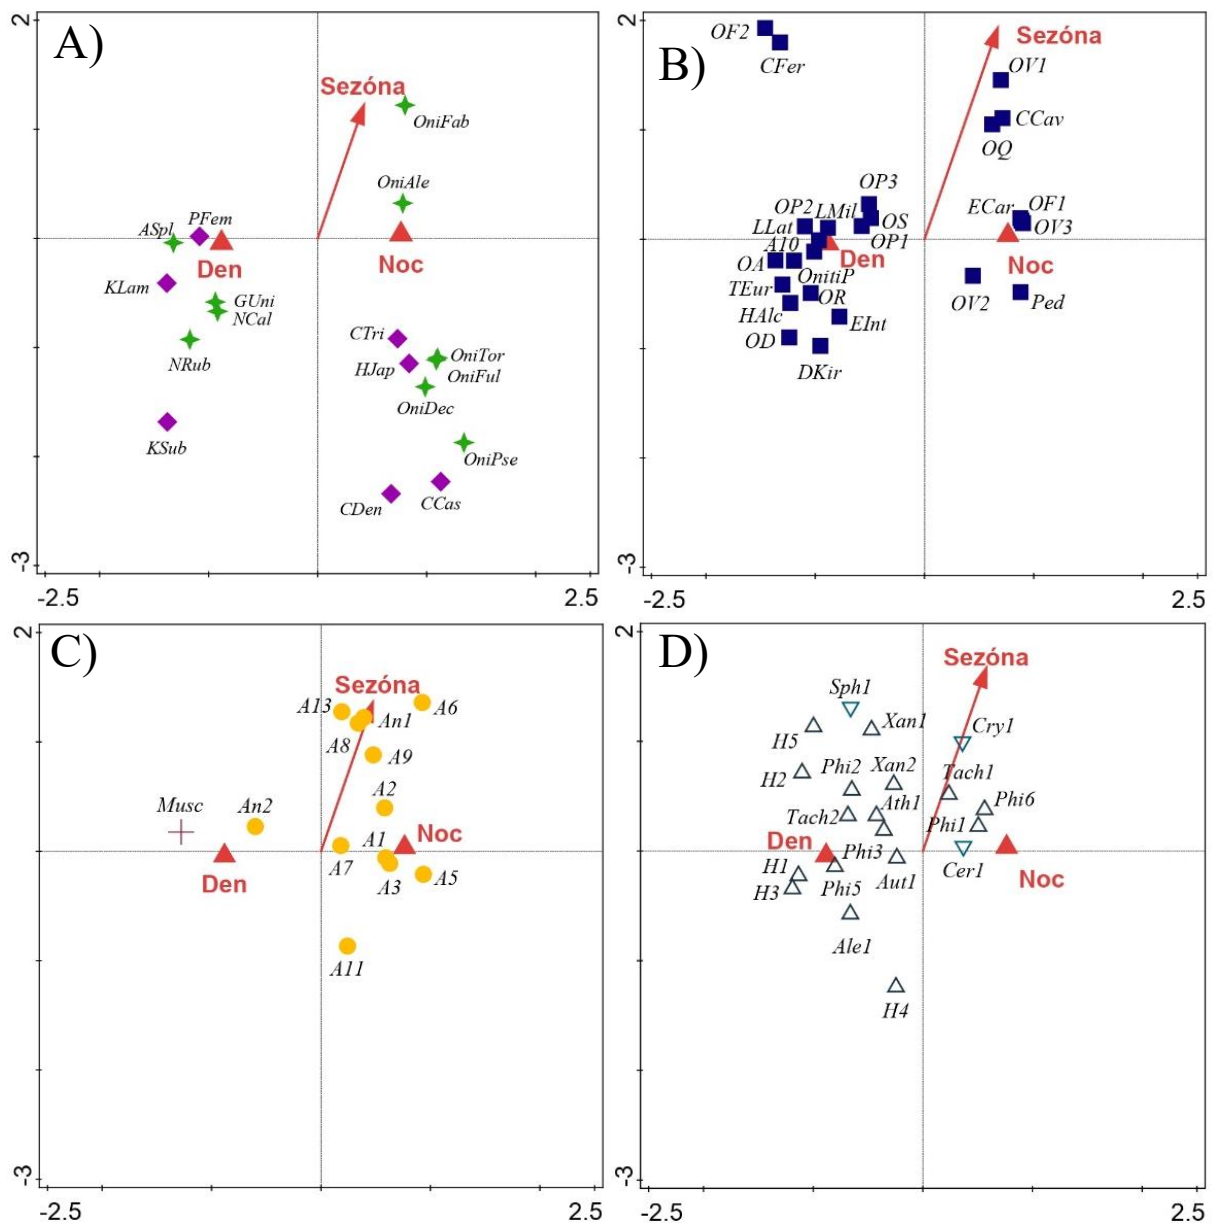 A)
2
Sezóna
OniFab
OniAle
ASpl
PFem
Den
Noc
KLam
GUni
NCal
NRub
CTri
HJap
OniTor
OniFul
OniDec
KSub
OniPse
CDen
CCas
-3
-2.5
2.5
B)
2
OF2
CFer
Sezóna
OV1
CCav
OQ
OP3
OP2
LMil
OS
ECar
OF1
OV3
LLat
OP1
A10
Den
Noc
OA
OnitiP
TEur
OR
OV2
Ped
HAlc
EInt
OD
DKir
-3
-2.5
2.5
C)
2
Sezóna
A13
A6
An1
A8
A9
A2
Musc
An2
A1
Noc
A7
A3
A5
Den
A11
-3
-2.5
2.5
D)
2
Sezóna
Sph1
Xan1
Cry1
H5
H2
Phi2
Xan2
Tach1
Ath1
Phi6
Tach2
Phi1
Den
Phi3
H1
Aut1
Cer1
Noc
H3
Phi5
Ale1
H4
-3
-2.5
2.5